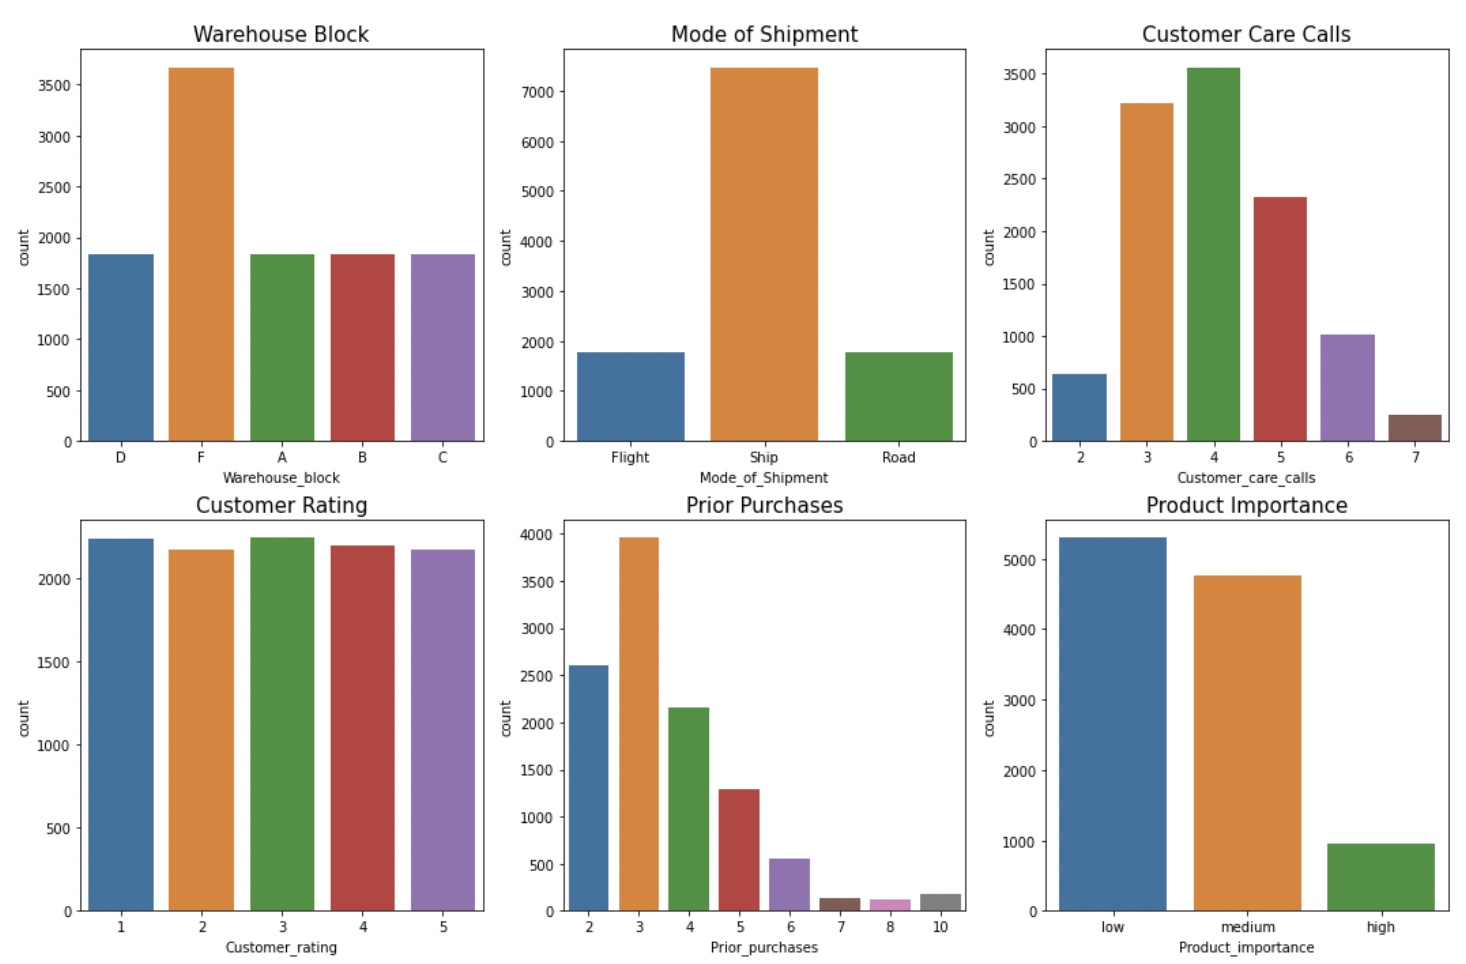 Warehouse Block
3500
3000
2500
2000
1500
1000
500
0
count
D F A B C
Warehouse_block
Mode of Shipment
7000
6000
5000
4000
3000
2000
1000
0
count
Flight Ship Road
Mode_of_Shipment
Customer Care Calls
3500
3000
2500
2000
1500
1000
500
0
count
2 3 4 5 6 7
Customer_care_calls
Customer Rating
2000
1500
1000
500
0
count
1 2 3 4 5
Customer_rating
Prior Purchases
4000
3500
3000
2500
2000
1500
1000
500
0
count
2 3 4 5 6 7 8 10
Prior_purchases
Product Importance
5000
4000
3000
2000
1000
0
count
low medium high
Product_importance